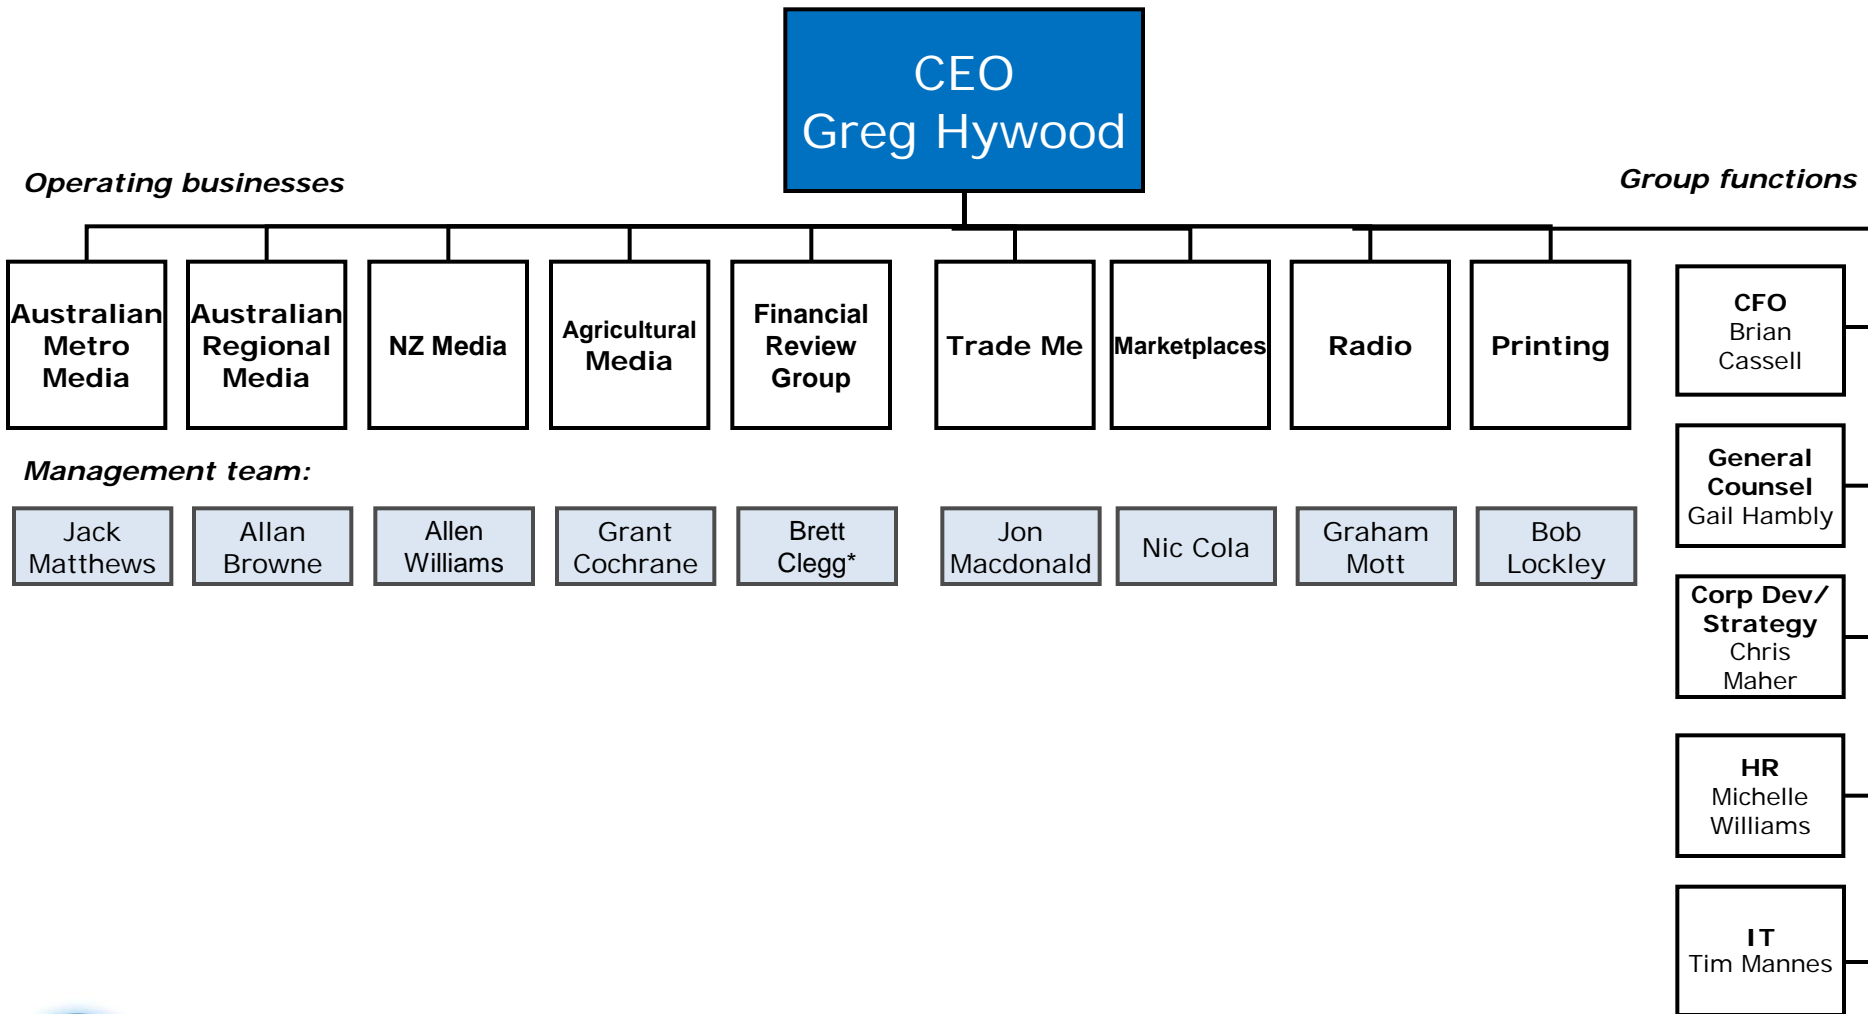 CEO
Greg Hywood
Operating businesses
Group functions
Australian
Metro
Media
Australian
Regional
Media
NZ Media
Agricultural
Media
Financial
Review
Group
Trade Me
Marketplaces
Radio
Printing
Management team:
Jack
Matthews
Allan
Browne
Allen
Williams
Grant
Cochrane
Brett
Clegg*
Jon
Macdonald
Nic Cola
Graham
Mott
Bob
Lockley
CFO
Brian
Cassell
General
Counsel
Gail Hambly
Corp Dev/
Strategy
Chris
Maher
HR
Michelle
Williams
IT
Tim Mannes